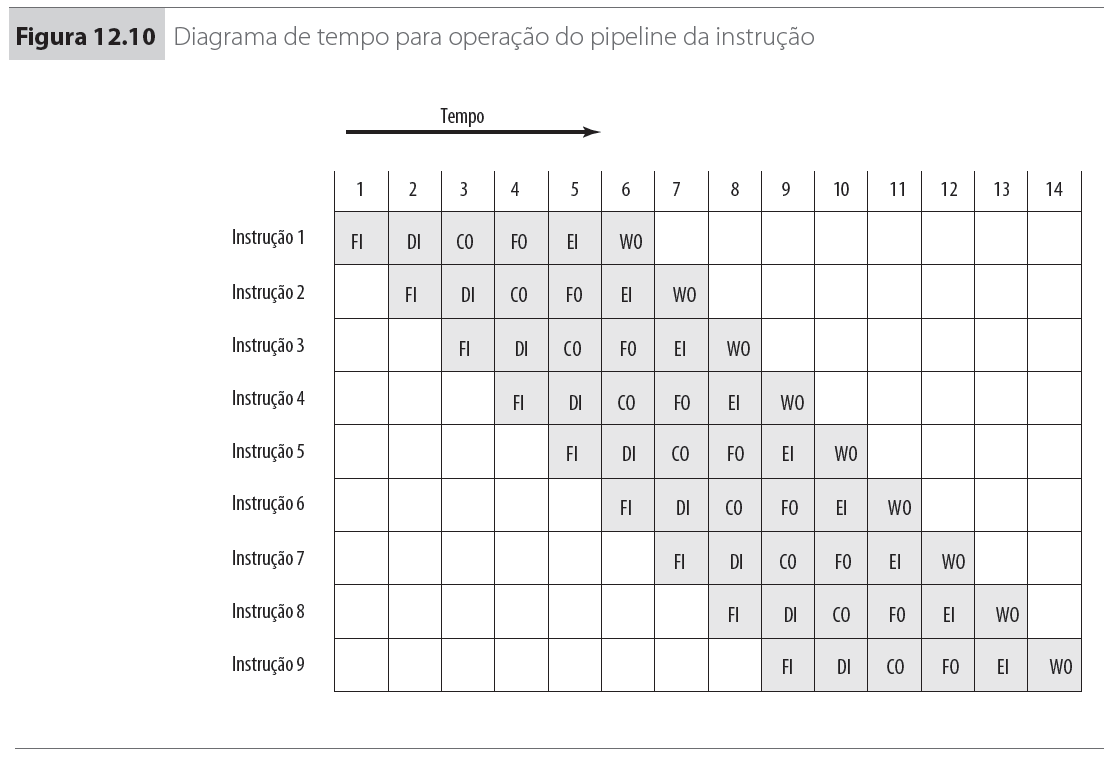 Figura 12.10 Diagrama de tempo para operação do pipeline da instrução
Tempo
1 2 3 4 5 6 7 8 9 10 11 12 13 14
Instrução 1 FI DI CO FO EI WO
Instrução 2 FI DI CO FO EI WO
Instrução 3 FI DI CO FO EI WO
Instrução 4 FI DI CO FO EI WO
Instrução 5 FI DI CO FO EI WO
Instrução 6 FI DI CO FO EI WO
Instrução 7 FI DI CO FO EI WO
Instrução 8 FI DI CO FO EI WO
Instrução 9 FI DI CO FO EI WO